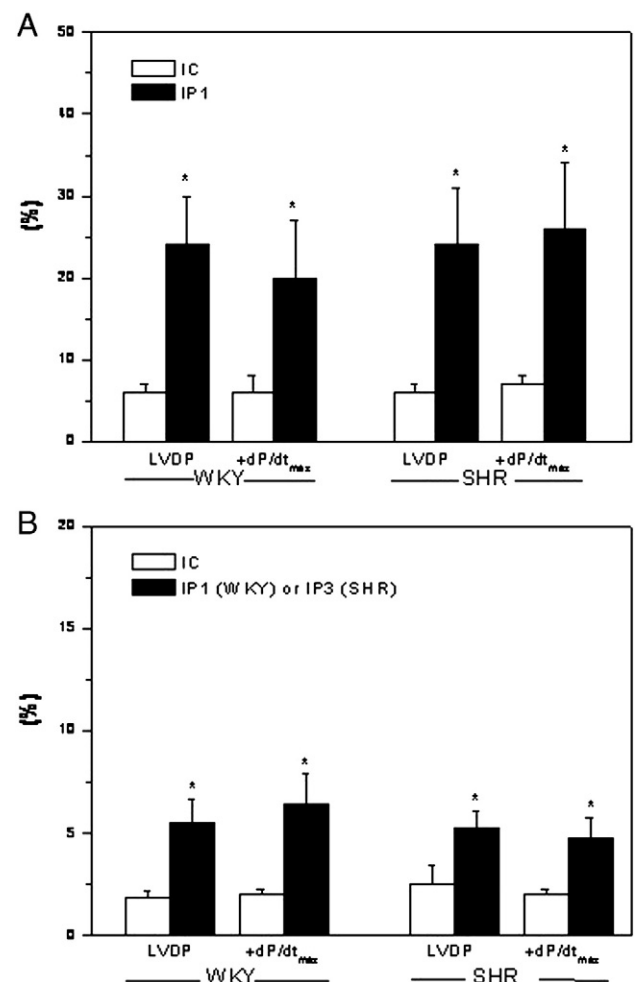 A
50
IC
IP1
40
*
*
*
*
30
(%)
20
10
0
LVDP +dP/dtmax LVDP +dP/dtmax
WKY SHR
B
20
IC
IP1 (WKY) or IP3 (SHR)
15
(%)
10
*
*
*
*
5
0
LVDP +dP/dtmax LVDP +dP/dtmax
WKY SHR